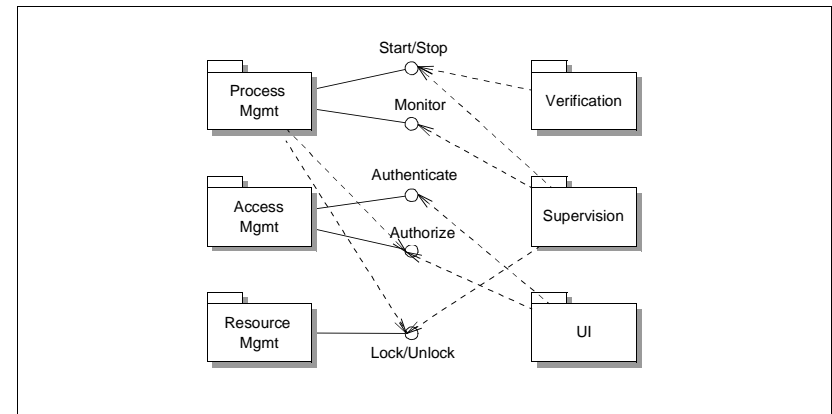 Start/Stop
Process
Mgmt
Monitor
Verification
Authenticate
Access
Mgmt
Authorize
Supervision
Resource
Mgmt
Lock/Unlock
UI